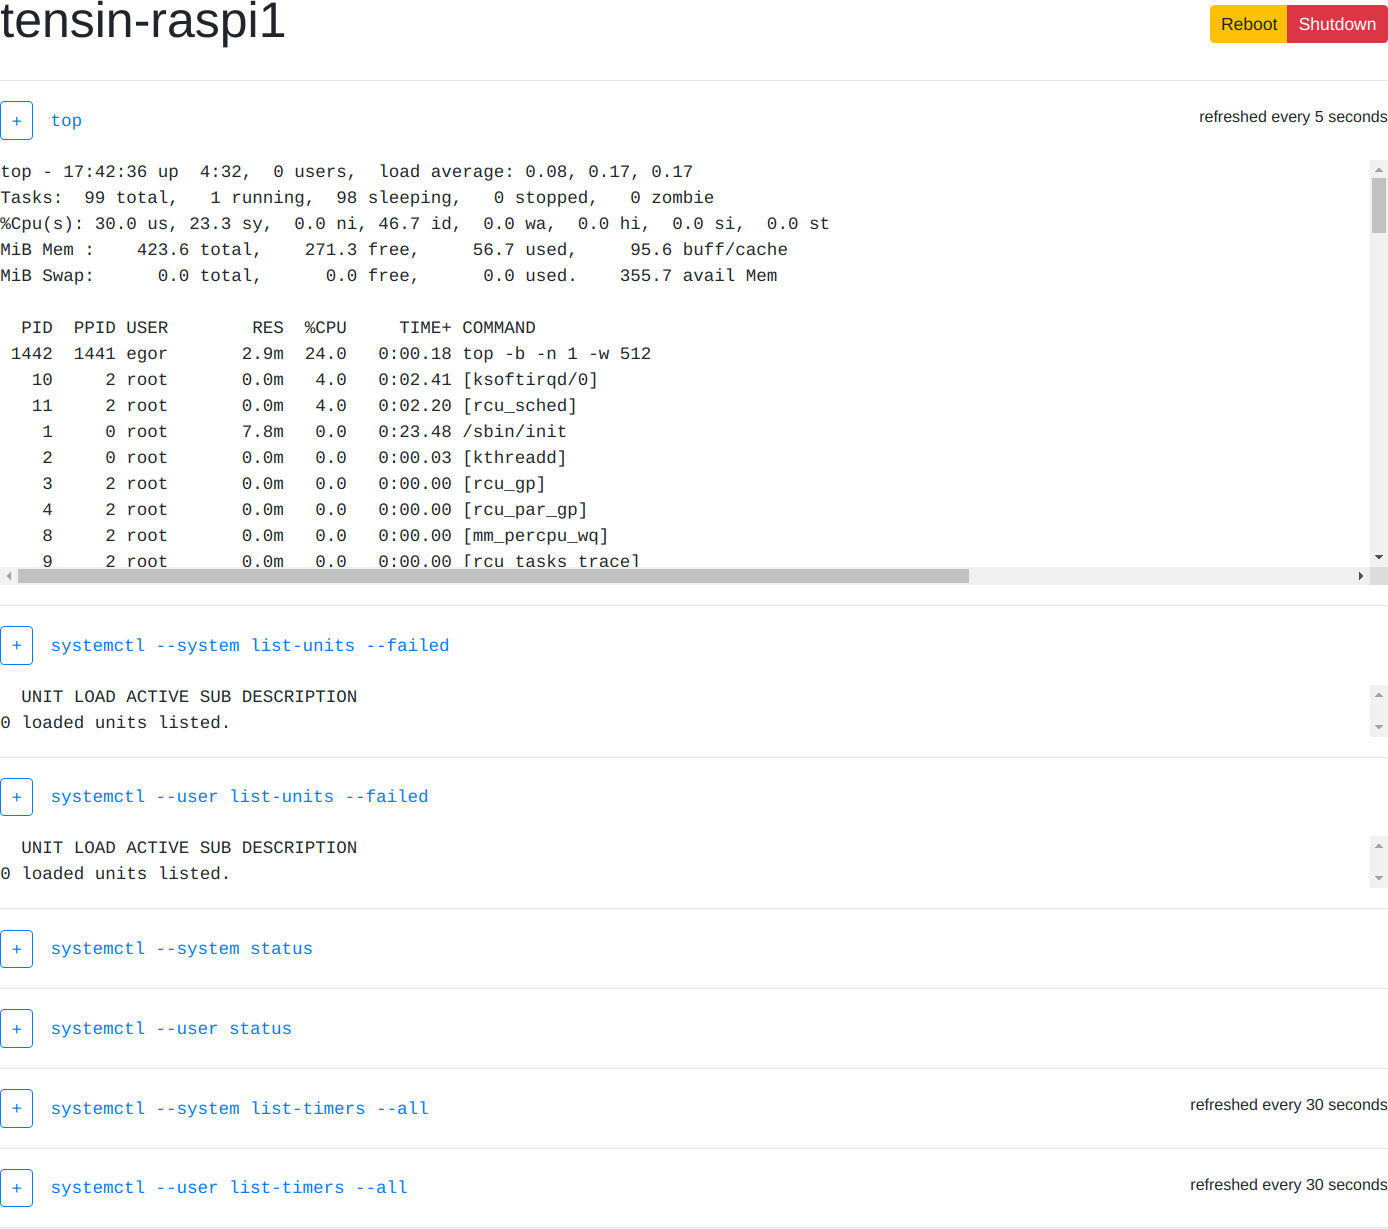 tensin-raspi1
Reboot Shutdown
+ top refreshed every 5 seconds
top - 17:42:36 up  4:32,  0 users,  load average: 0.08, 0.17, 0.17
Tasks:  99 total,   1 running,  98 sleeping,   0 stopped,   0 zombie
%Cpu(s): 30.0 us, 23.3 sy,  0.0 ni, 46.7 id,  0.0 wa,  0.0 hi,  0.0 si,  0.0 st
MiB Mem :    423.6 total,    271.3 free,     56.7 used,     95.6 buff/cache
MiB Swap:      0.0 total,      0.0 free,      0.0 used.    355.7 avail Mem
  PID  PPID USER        RES  %CPU     TIME+ COMMAND
 1442  1441 egor       2.9m  24.0   0:00.18 top -b -n 1 -w 512
   10     2 root       0.0m   4.0   0:02.41 [ksoftirqd/0]
   11     2 root       0.0m   4.0   0:02.20 [rcu_sched]
    1     0 root       7.8m   0.0   0:23.48 /sbin/init
    2     0 root       0.0m   0.0   0:00.03 [kthreadd]
    3     2 root       0.0m   0.0   0:00.00 [rcu_gp]
    4     2 root       0.0m   0.0   0:00.00 [rcu_par_gp]
    8     2 root       0.0m   0.0   0:00.00 [mm_percpu_wq]
    9     2 root       0.0m   0.0   0:00.00 [rcu_tasks_trace]
+ systemctl --system list-units --failed
  UNIT LOAD ACTIVE SUB DESCRIPTION
0 loaded units listed.
+ systemctl --user list-units --failed
  UNIT LOAD ACTIVE SUB DESCRIPTION
0 loaded units listed.
+ systemctl --system status
+ systemctl --user status
+ systemctl --system list-timers --all refreshed every 30 seconds
+ systemctl --user list-timers --all refreshed every 30 seconds